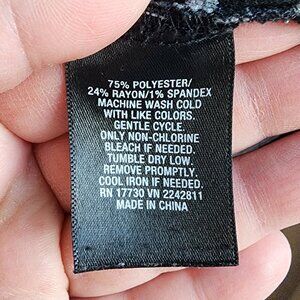 75% POLYESTER/
24% RAYON/1% SPANDEX
MACHINE WASH COLD
WITH LIKE COLORS.
GENTLE CYCLE.
ONLY NON-CHLORINE
BLEACH IF NEEDED.
TUMBLE DRY LOW.
REMOVE PROMPTLY.
COOL IRON IF NEEDED.
RN 17730 VN 2242811
MADE IN CHINA